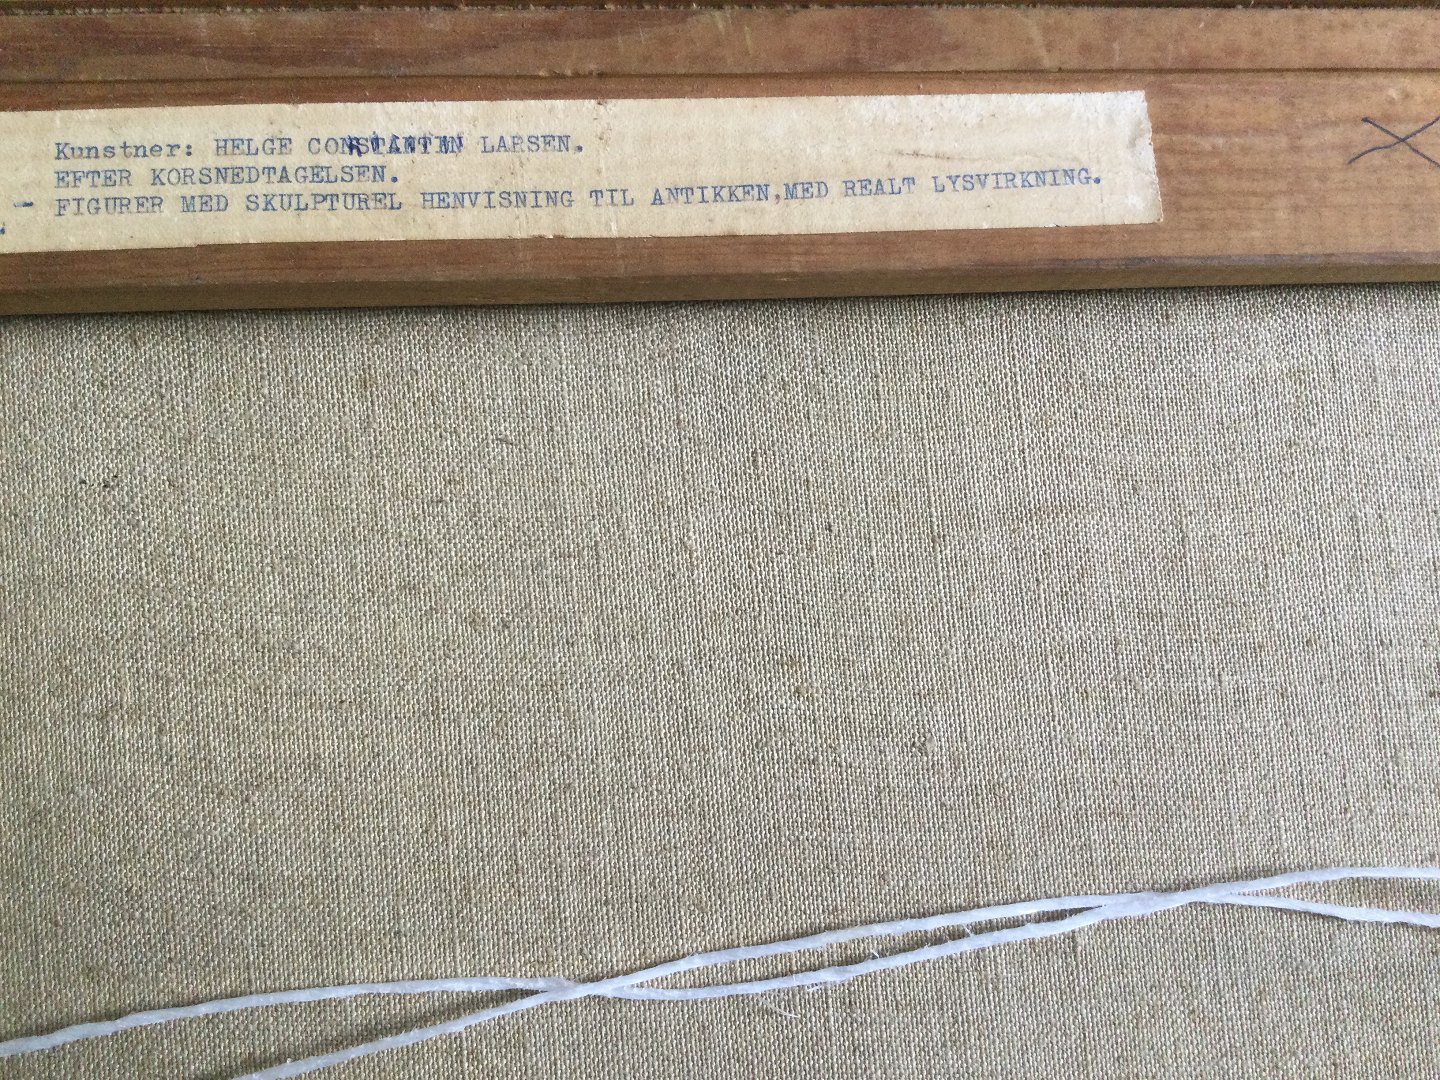 Kunstner: HELGE CONSTANTIN LARSEN.
EFTER KORSNEDTAGELSEN.
- FIGURER MED SKULPTUREL HENVISNING TIL ANTIKKEN,MED REALT LYSVIRKNING.